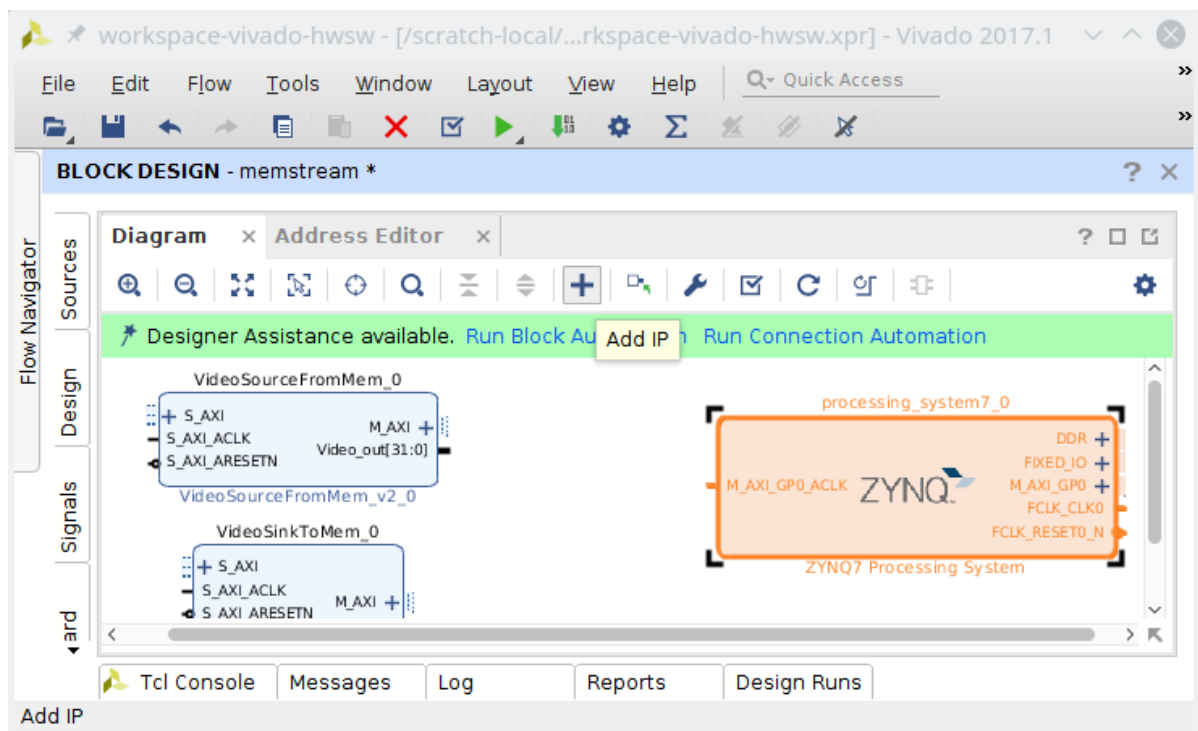 workspace-vivado-hwsw - [/scratch-local/...rkspace-vivado-hwsw.xpr] - Vivado 2017.1
File Edit Flow Tools Window Layout View Help Quick Access »
»
BLOCK DESIGN - memstream * ? ×
Flow Navigator
Sources
Design
Signals
ard
Diagram × Address Editor × ?
Designer Assistance available. Run Block Au n Run Connection Automation
Add IP
VideoSourceFromMem_0
S_AXI
S_AXI_ACLK
S_AXI_ARESETN
M_AXI
Video_out[31:0]
VideoSourceFromMem_v2_0
VideoSinkToMem_0
S_AXI
S_AXI_ACLK
S_AXI_ARESETN
M_AXI
processing_system7_0
M_AXI_GP0_ACLK
ZYNQ
DDR
FIXED_IO
M_AXI_GP0
FCLK_CLK0
FCLK_RESET0_N
ZYNQ7 Processing System
Tcl Console Messages Log Reports Design Runs
Add IP